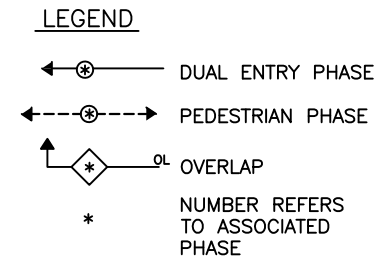 LEGEND
* DUAL ENTRY PHASE
* PEDESTRIAN PHASE
* OL OVERLAP
* NUMBER REFERS
TO ASSOCIATED
PHASE